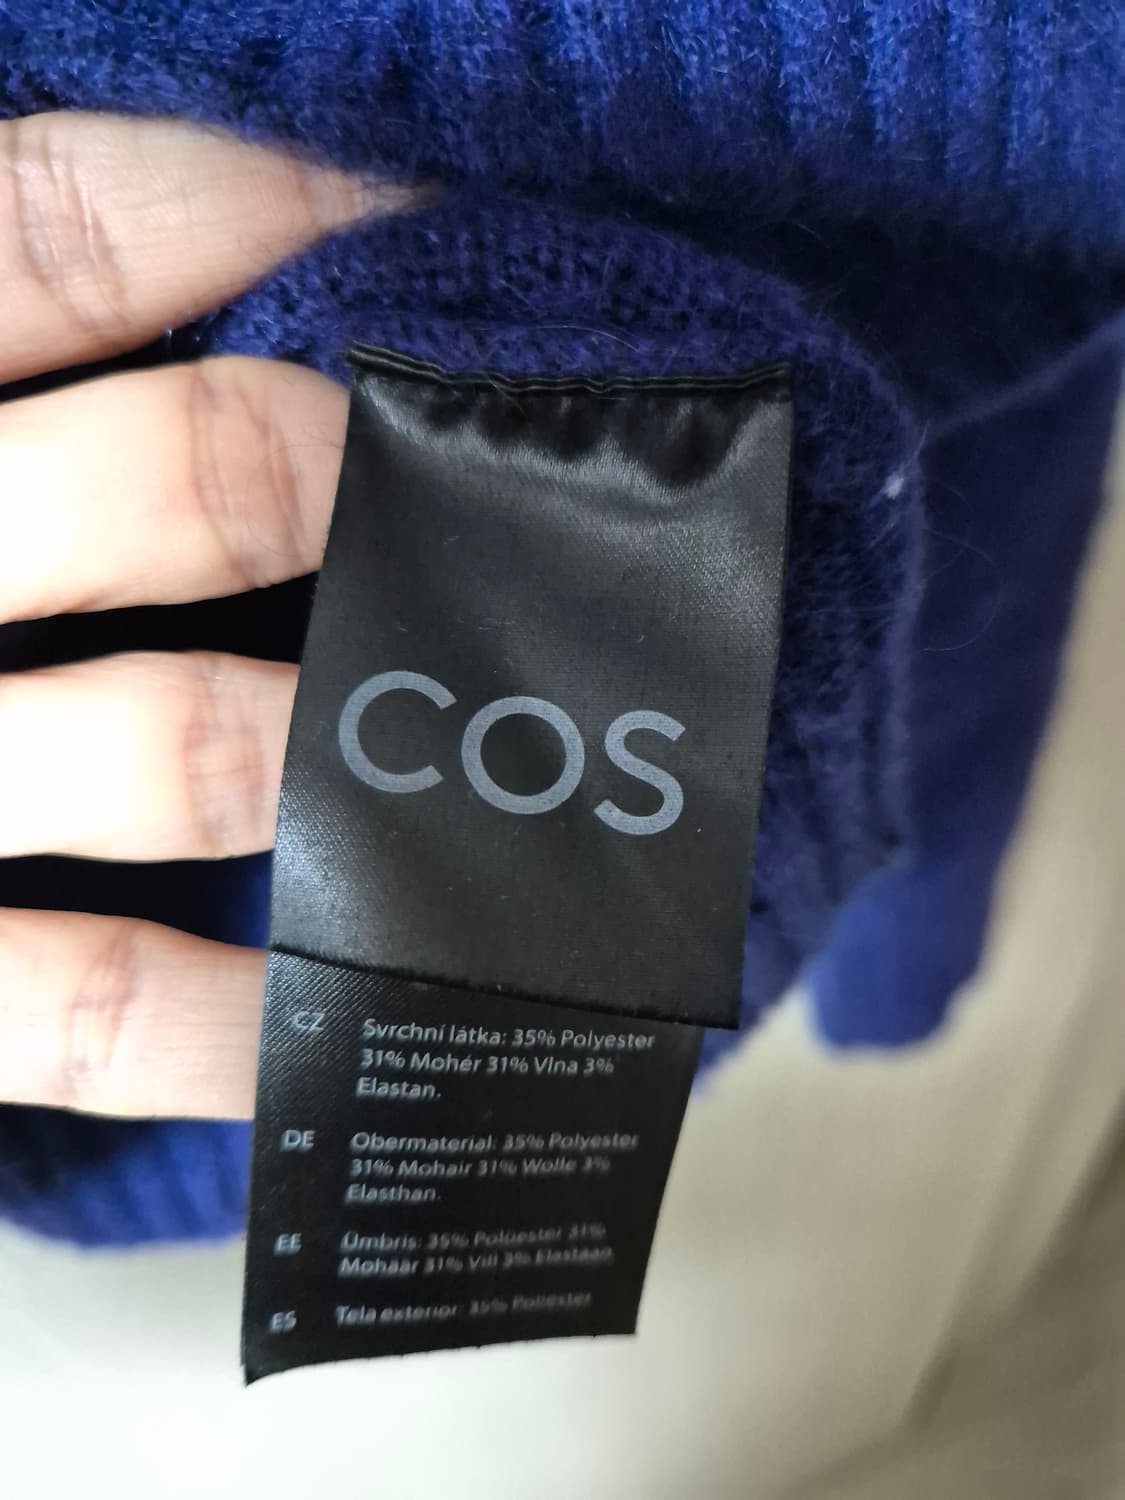 COS
CZ Svrchní látka: 35% Polyester
31% Mohér 31% Vlna 3%
Elastan.
DE Obermaterial: 35% Polyester
31% Mohair 31% Wolle 3%
Elasthan.
EE Ümbris: 35% Polüester 31%
Mohäär 31% Vill 3% Elastaan
ES Tela exterior: 35% Poliester